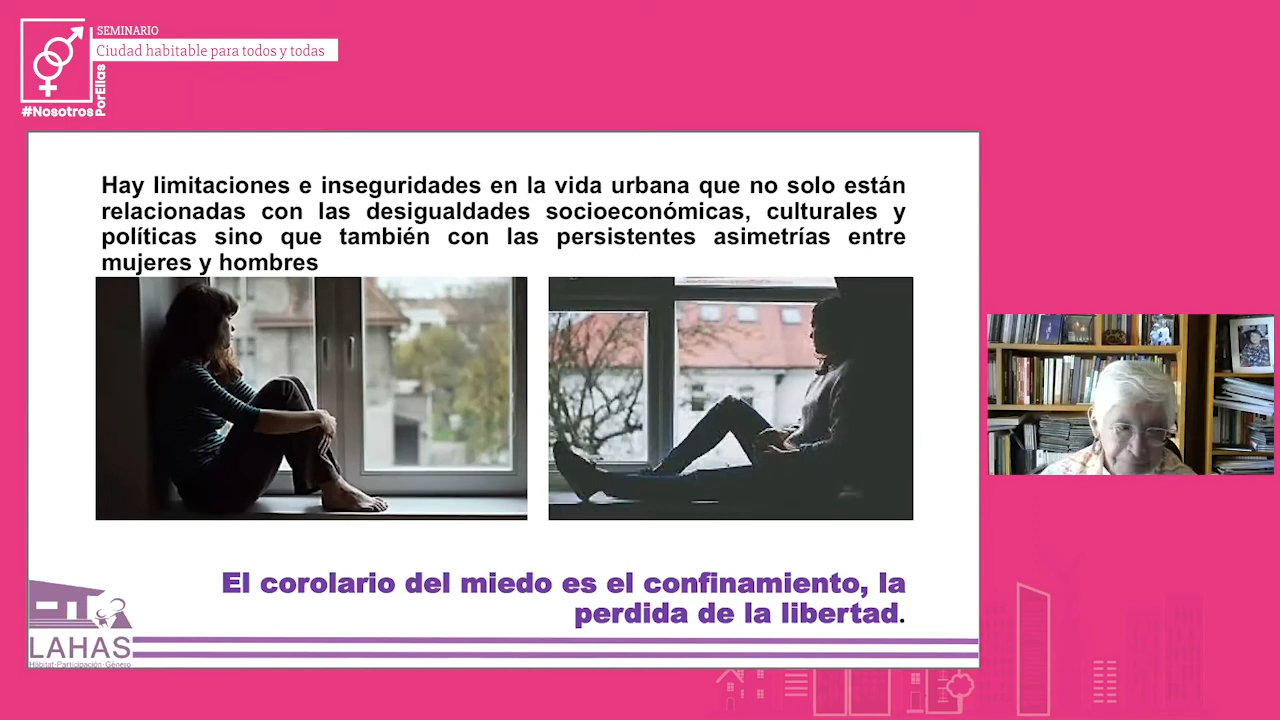 SEMINARIO
Ciudad habitable para todos y todas
#Nosotros
PorEllas
Hay limitaciones e inseguridades en la vida urbana que no solo están
relacionadas con las desigualdades socioeconómicas, culturales y
políticas sino que también con las persistentes asimetrías entre
mujeres y hombres
El corolario del miedo es el confinamiento, la
perdida de la libertad.
LAHAS
Hábitat-Participación-Género